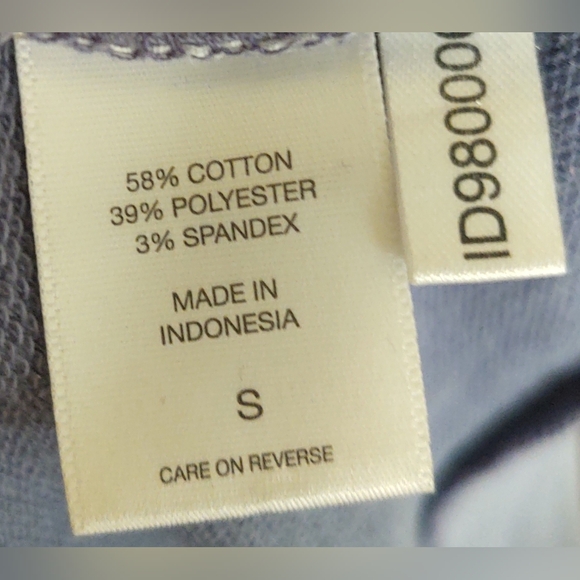 58% COTTON
39% POLYESTER
3% SPANDEX
MADE IN
INDONESIA
S
CARE ON REVERSE
ID98000